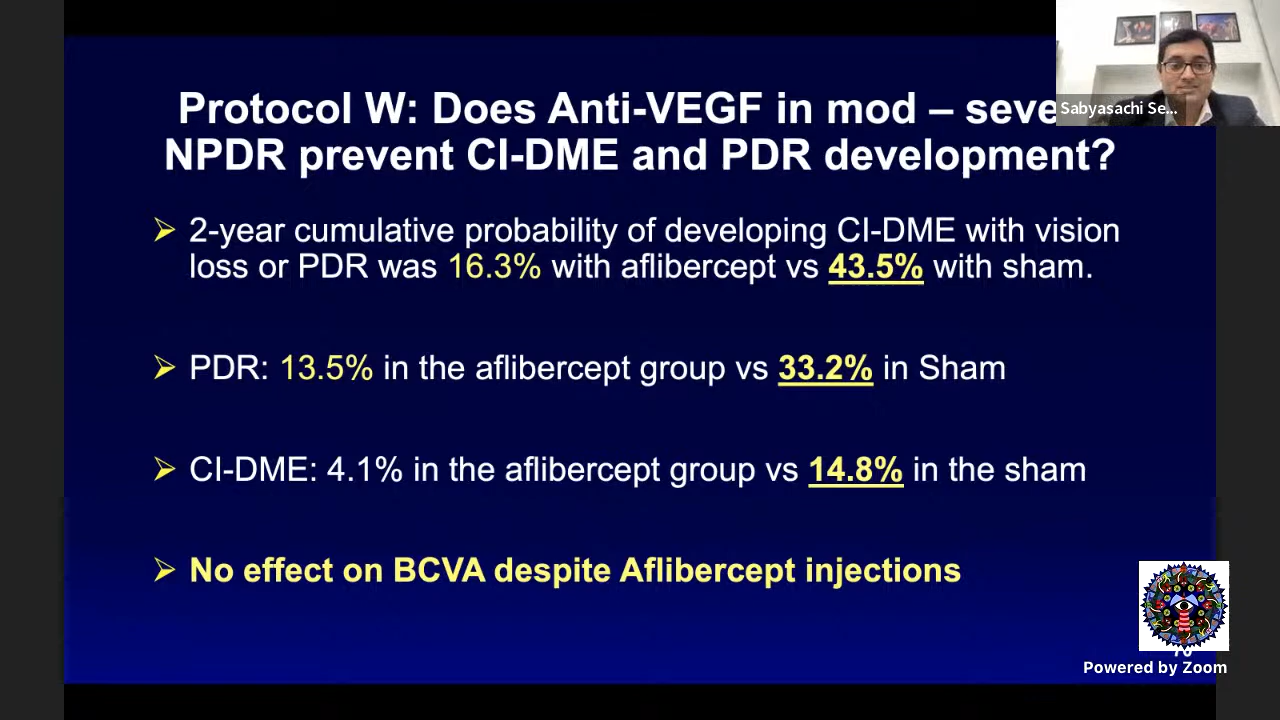 Protocol W: Does Anti-VEGF in mod – seve
NPDR prevent CI-DME and PDR development?
Sabyasachi Se...
➢ 2-year cumulative probability of developing CI-DME with vision
loss or PDR was 16.3% with aflibercept vs 43.5% with sham.
➢ PDR: 13.5% in the aflibercept group vs 33.2% in Sham
➢ CI-DME: 4.1% in the aflibercept group vs 14.8% in the sham
➢ No effect on BCVA despite Aflibercept injections
Powered by Zoom